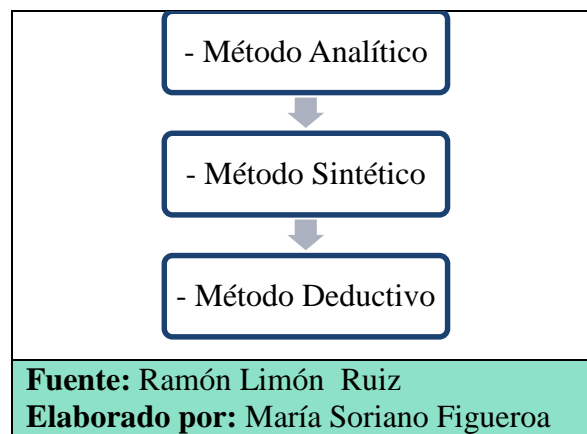 - Método Analítico
- Método Sintético
- Método Deductivo
Fuente: Ramón Limón  Ruiz
Elaborado por: María Soriano Figueroa